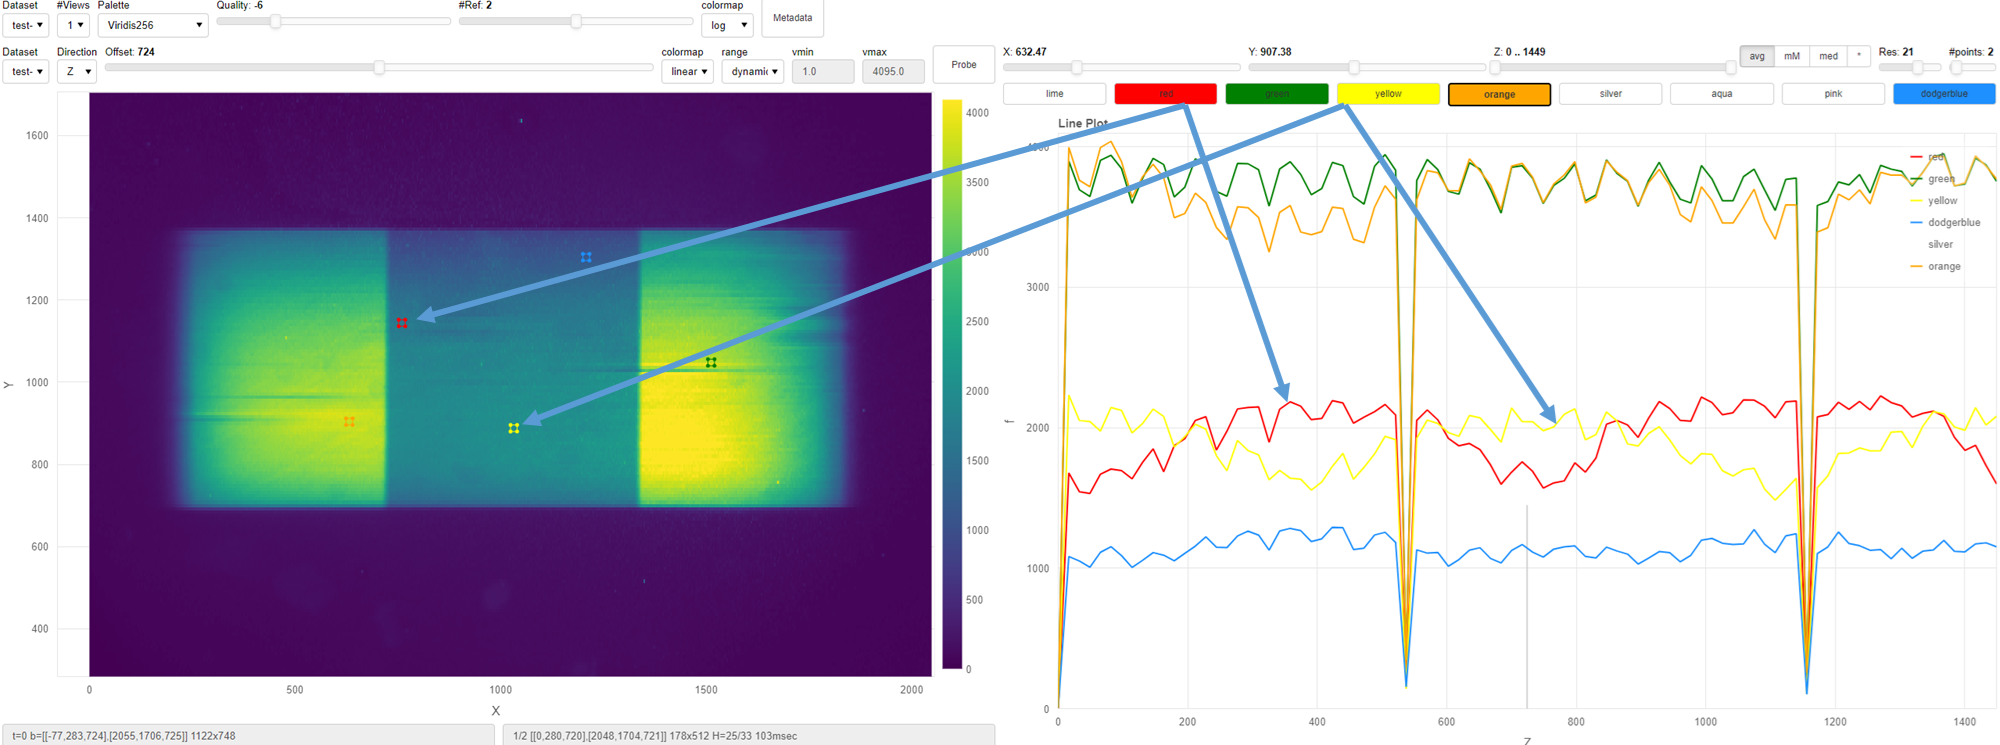 Dataset #Views Palette Quality: -6 #Ref: 2 colormap
test- 1 Viridis256 log Metadata
Dataset Direction Offset: 724 colormap range vmin vmax
test- Z linear dynamic 1.0 4095.0 Probe
X: 632.47 Y: 907.38 Z: 0 .. 1449 avg mM med * Res: 21 #points: 2
lime red green yellow orange silver aqua pink dodgerblue
1600
1400
1200
1000
800
600
400
Y
0 500 1000 1500 2000
X
4000
3500
3000
2500
2000
1500
1000
500
0
Line Plot
4000
3000
2000
1000
0
f
red
green
yellow
dodgerblue
silver
orange
0 200 400 600 800 1000 1200 1400
Z
t=0 b=[[-77,283,724].[2055,1706,725]] 1122x748
1/2 [[0,280,720].[2048,1704,721]] 178x512 H=25/33 103msec